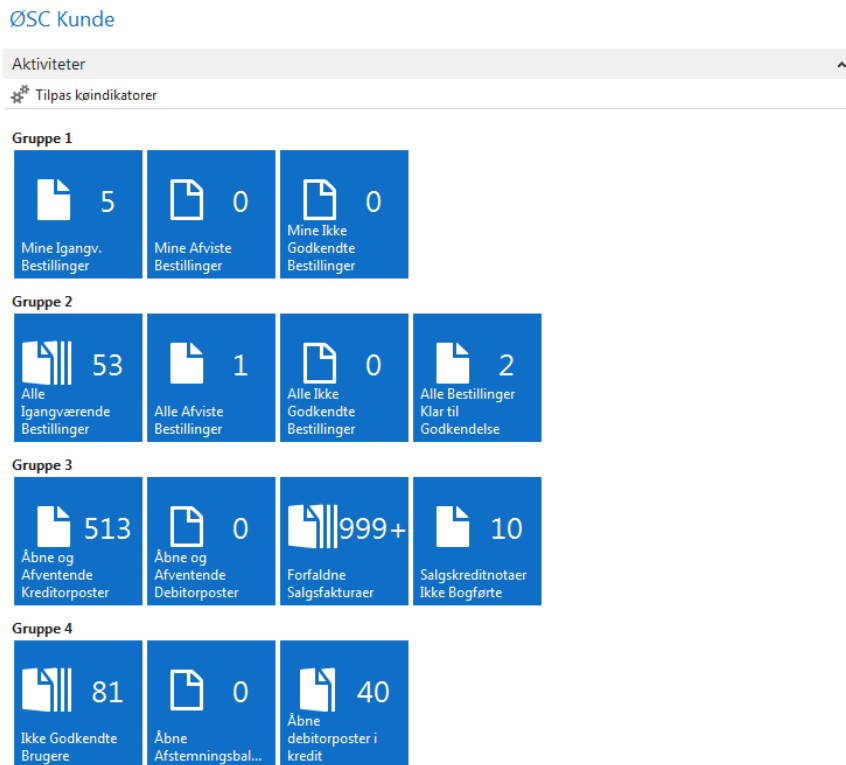 ØSC Kunde
Aktiviteter
Tilpas køindikatorer
Gruppe 1
5
Mine Igangv.
Bestillinger
0
Mine Afviste
Bestillinger
0
Mine Ikke
Godkendte
Bestillinger
Gruppe 2
53
Alle
Igangværende
Bestillinger
1
Alle Afviste
Bestillinger
0
Alle Ikke
Godkendte
Bestillinger
2
Alle Bestillinger
Klar til
Godkendelse
Gruppe 3
513
Åbne og
Afventende
Kreditorposter
0
Åbne og
Afventende
Debitorposter
999+
Forfaldne
Salgsfakturaer
10
Salgskreditnotaer
Ikke Bogførte
Gruppe 4
81
Ikke Godkendte
Brugere
0
Åbne
Afstemningsbal...
40
Åbne
debitorposter i
kredit